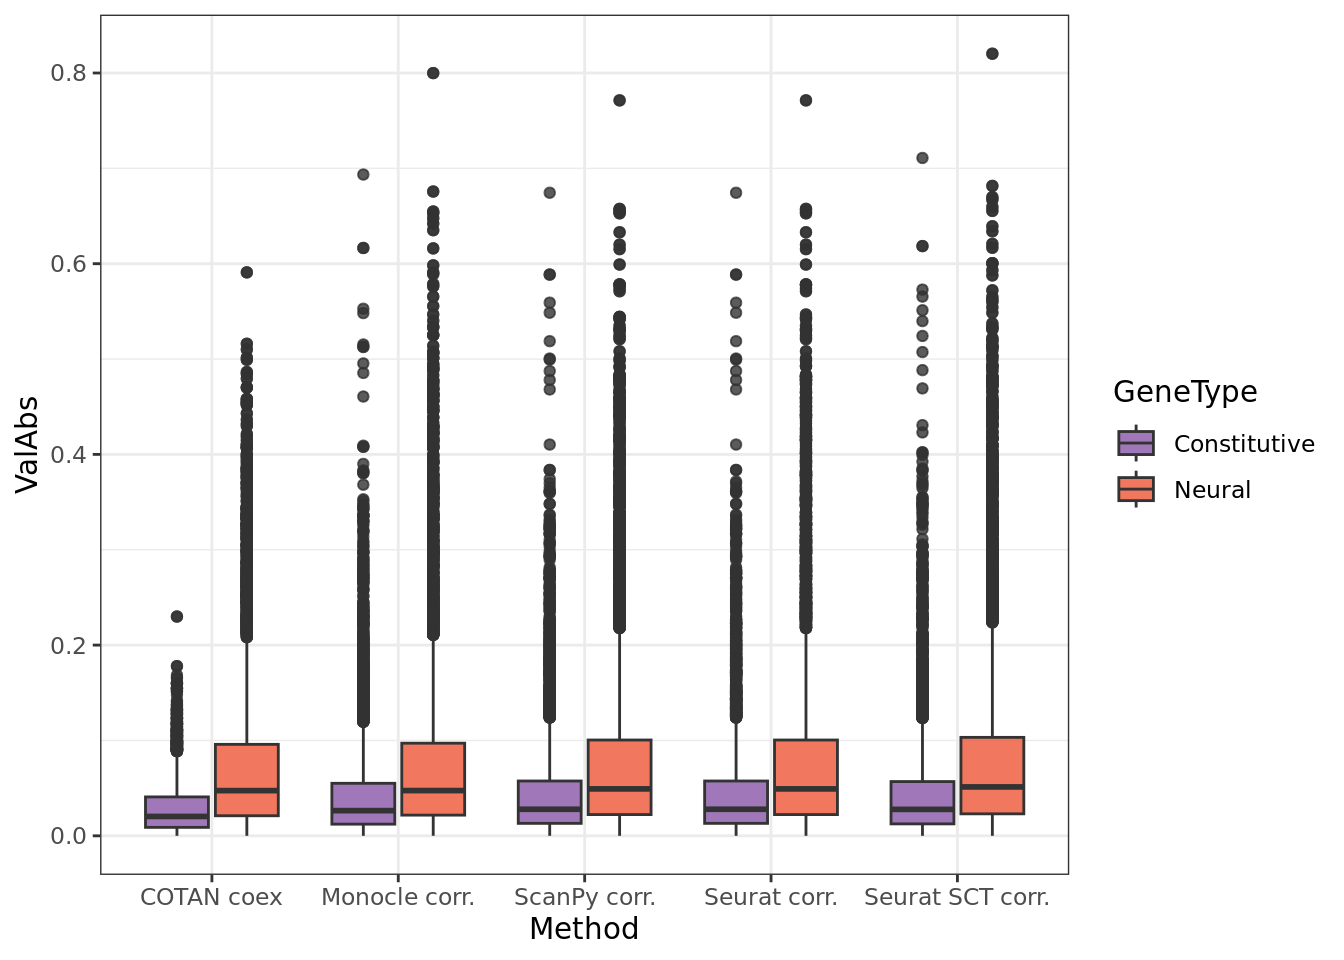 0.8
0.6
0.4
0.2
0.0
ValAbs
COTAN coex
Monocle corr.
ScanPy corr.
Seurat corr.
Seurat SCT corr.
Method
GeneType
Constitutive
Neural